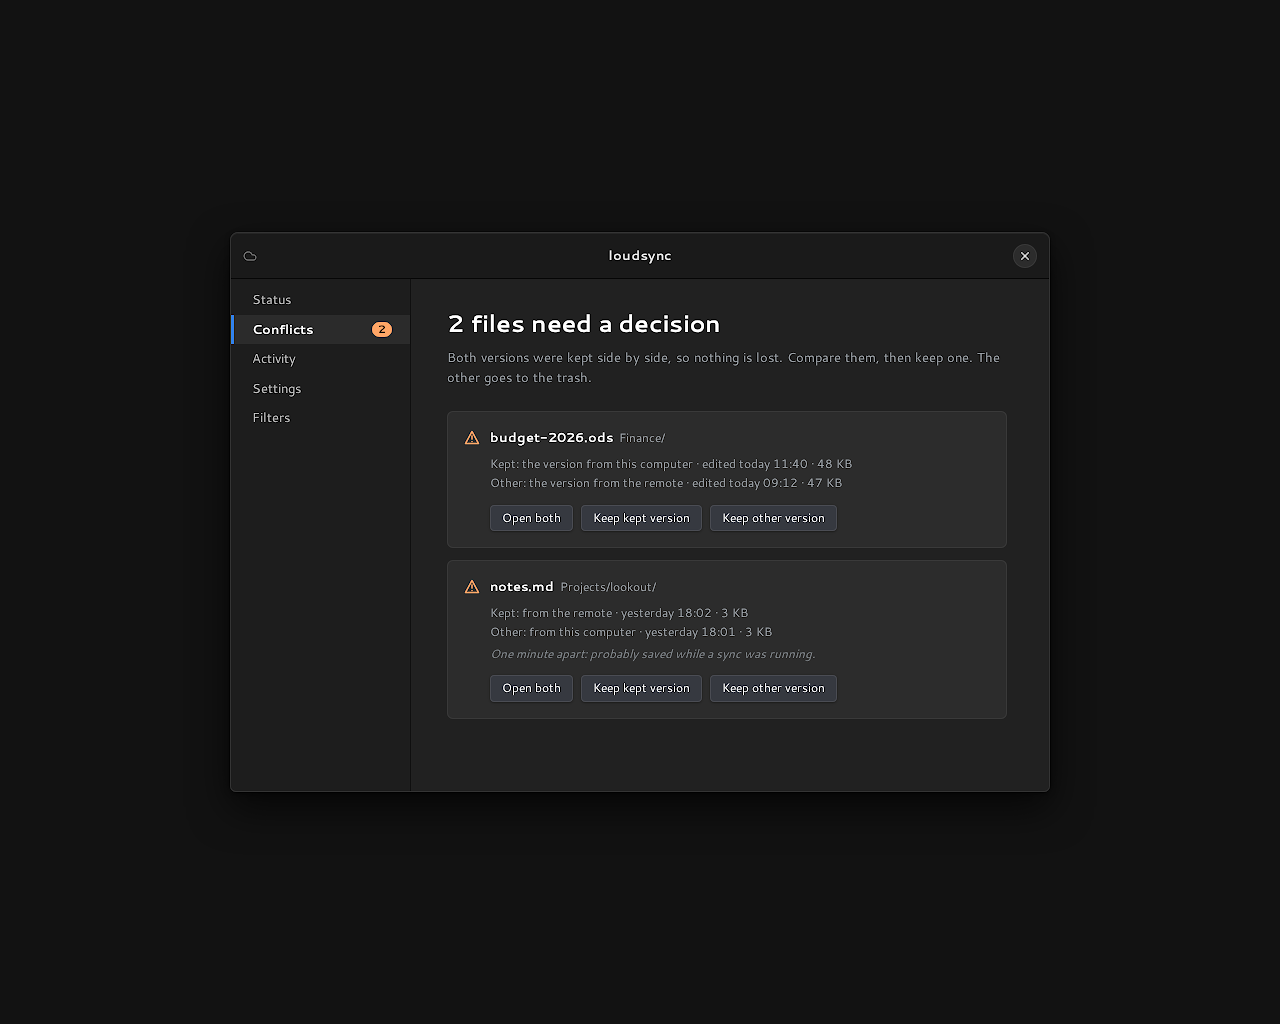 loudsync
Status
Conflicts 2
Activity
Settings
Filters
2 files need a decision
Both versions were kept side by side, so nothing is lost. Compare them, then keep one. The
other goes to the trash.
budget-2026.ods Finance/
Kept: the version from this computer · edited today 11:40 · 48 KB
Other: the version from the remote · edited today 09:12 · 47 KB
Open both Keep kept version Keep other version
notes.md Projects/lookout/
Kept: from the remote · yesterday 18:02 · 3 KB
Other: from this computer · yesterday 18:01 · 3 KB
One minute apart: probably saved while a sync was running.
Open both Keep kept version Keep other version